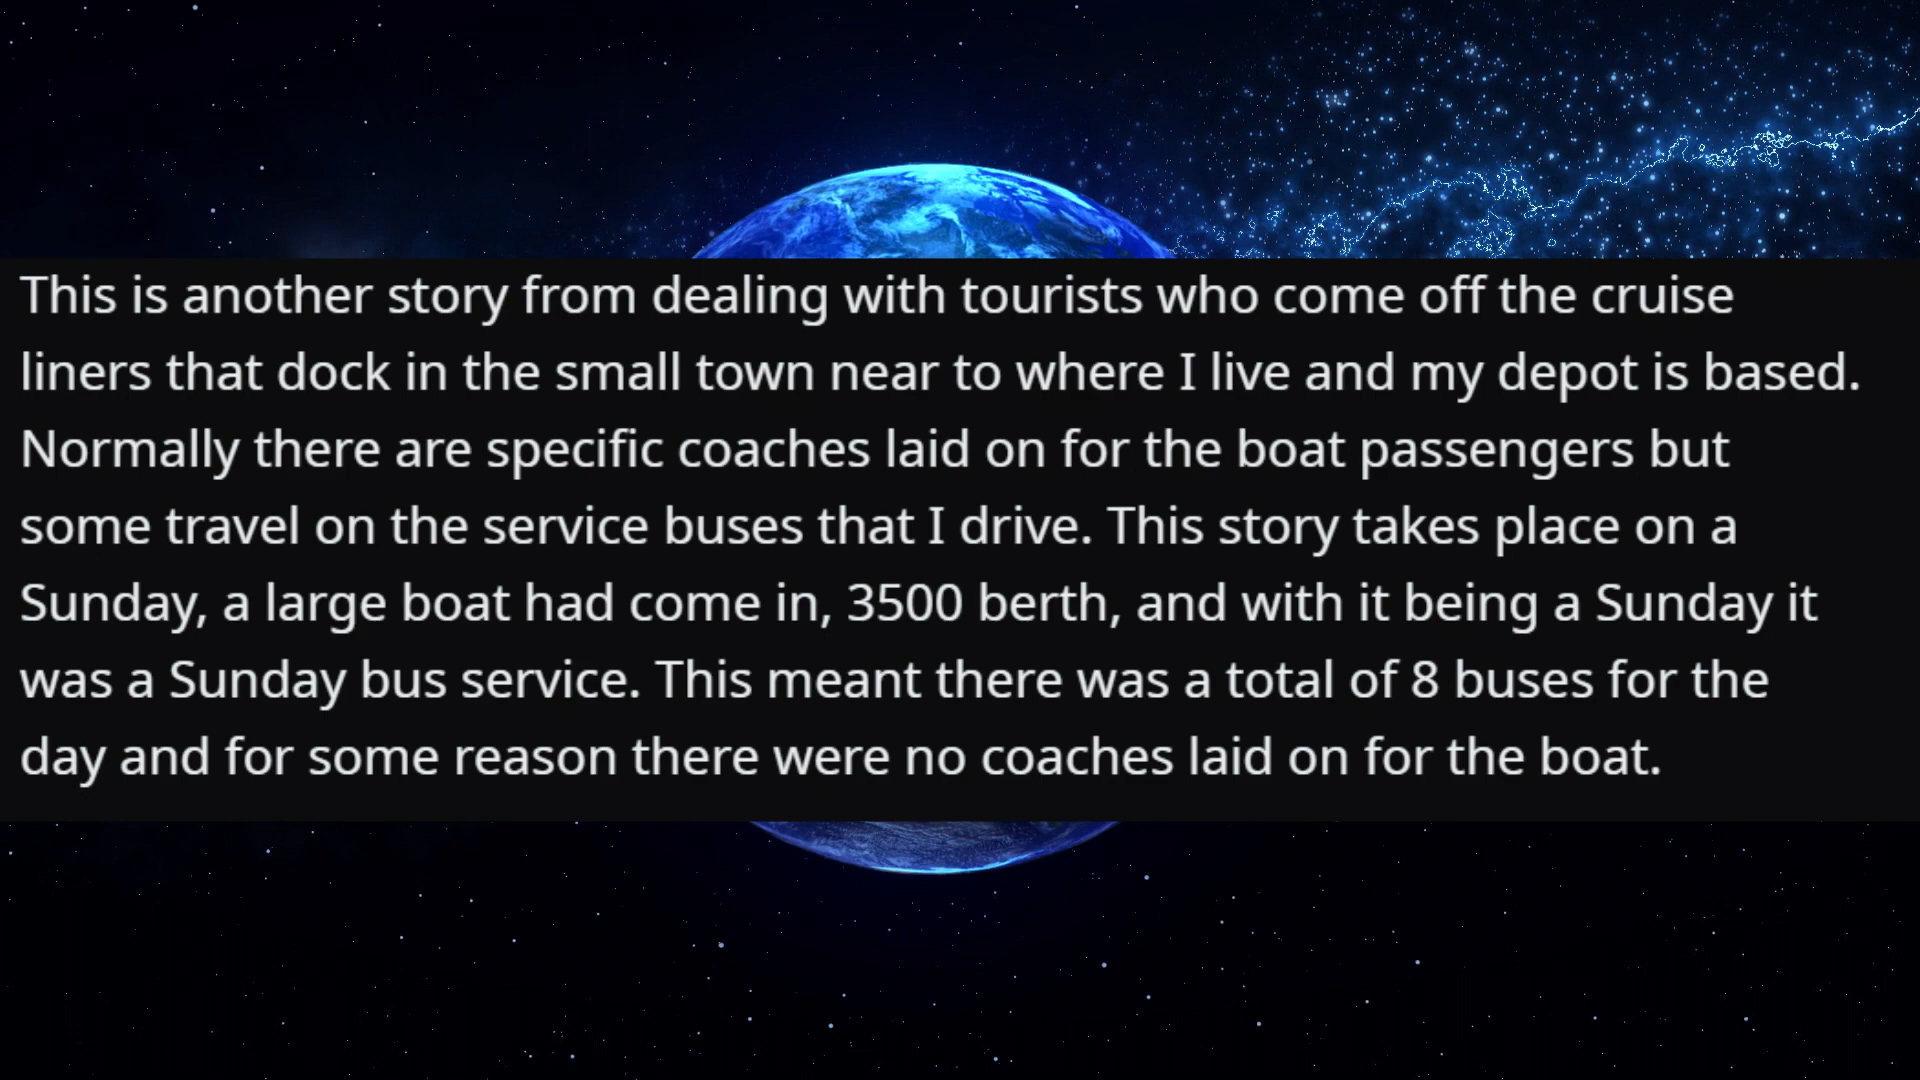 This is another story from dealing with tourists who come off the cruise
liners that dock in the small town near to where I live and my depot is based.
Normally there are specific coaches laid on for the boat passengers but
some travel on the service buses that I drive. This story takes place on a
Sunday, a large boat had come in, 3500 berth, and with it being a Sunday it
was a Sunday bus service. This meant there was a total of 8 buses for the
day and for some reason there were no coaches laid on for the boat.